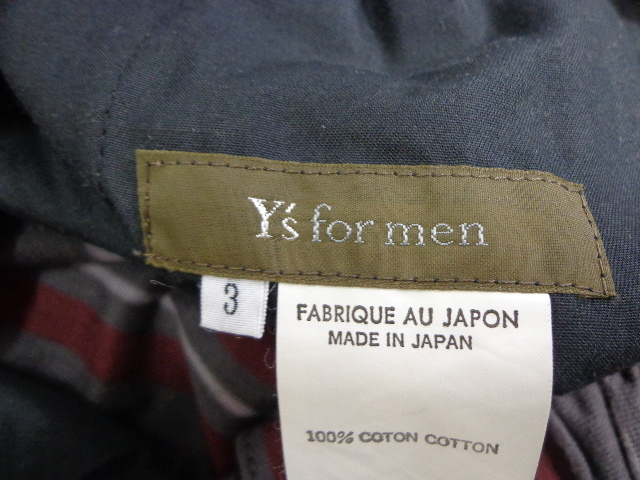 Y's for men
3
FABRIQUE AU JAPON
MADE IN JAPAN
100% COTON COTTON